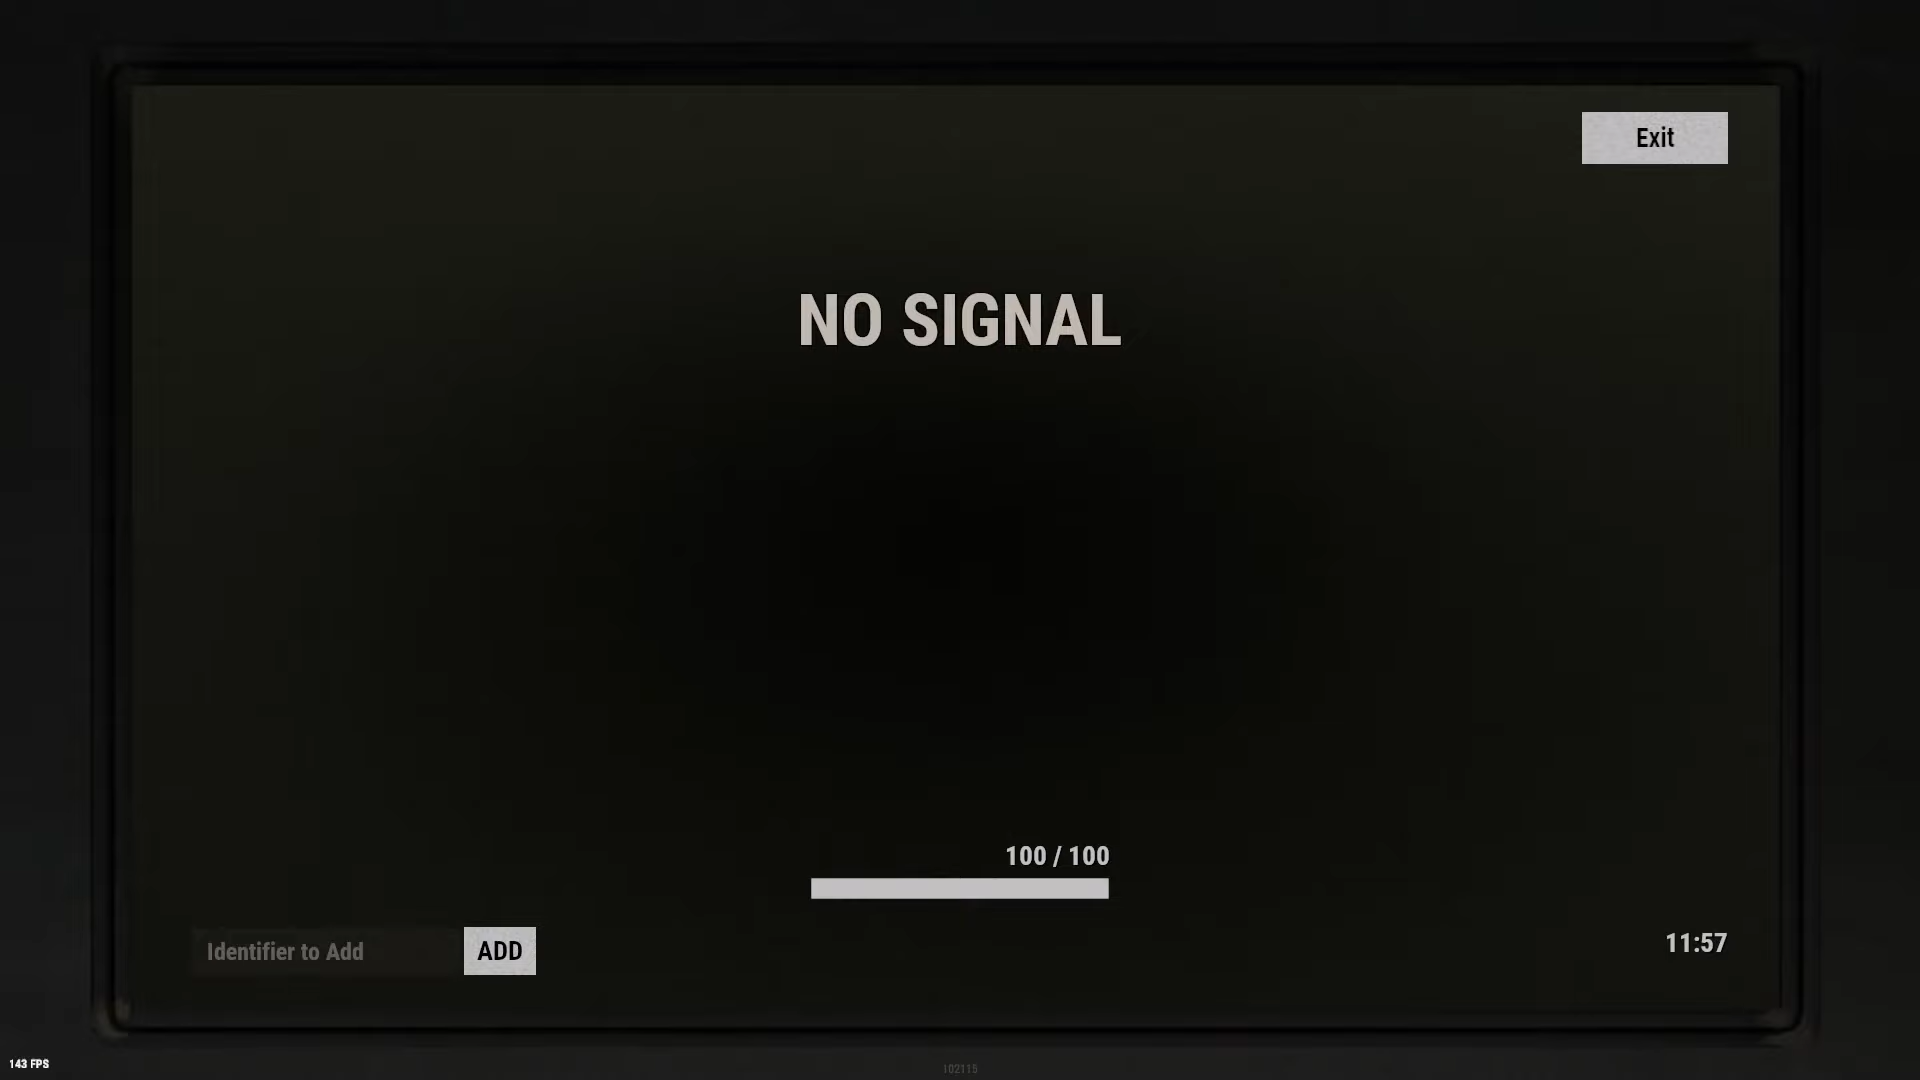 Exit
NO SIGNAL
100 / 100
Identifier to Add
ADD
11:57
143 FPS
102115